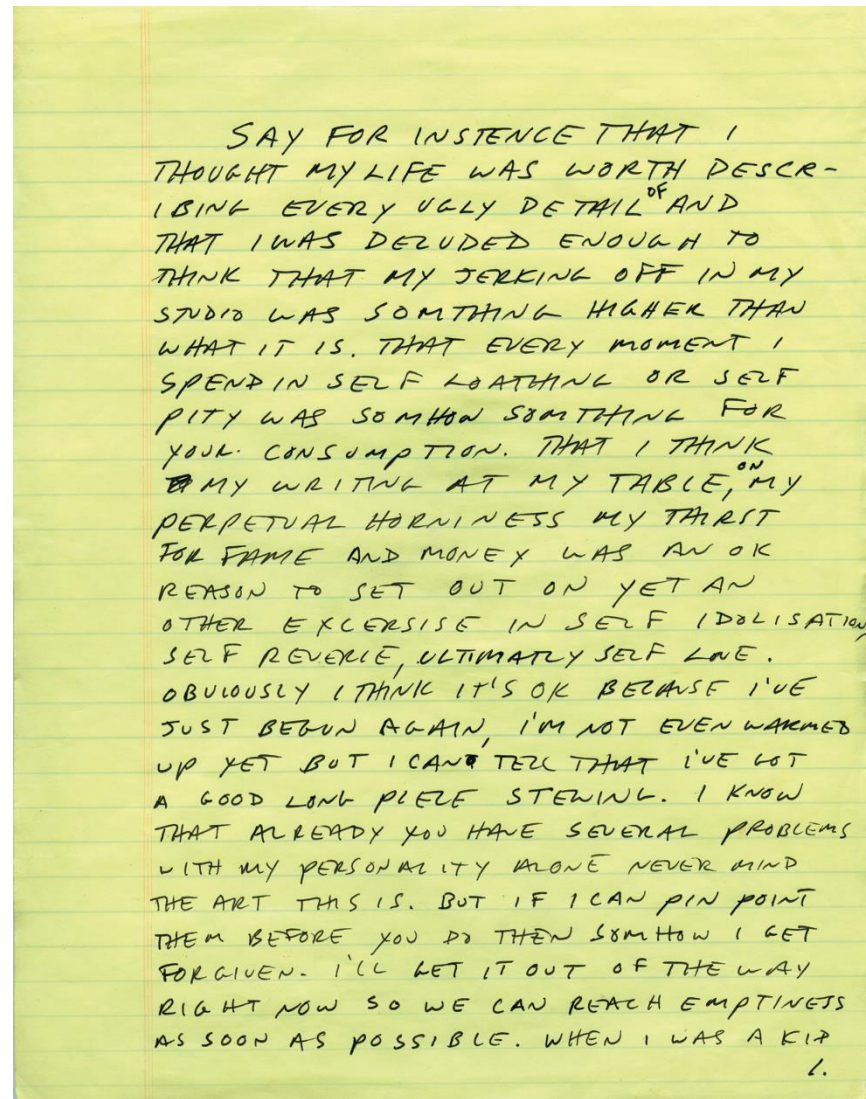 SAY FOR INSTENCE THAT I
THOUGHT MY LIFE WAS WORTH DESCR-
IBING EVERY UGLY DETAIL OF AND
THAT I WAS DELUDED ENOUGH TO
THINK THAT MY JERKING OFF IN MY
STUDIO WAS SOMTHING HIGHER THAN
WHAT IT IS. THAT EVERY MOMENT I
SPEND IN SELF LOATHING OR SELF
PITY WAS SOMHOW SOMTHING FOR
YOUR CONSUMPTION. THAT I THINK
MY WRITING AT MY TABLE, ON MY
PERPETUAL HORNINESS MY THIRST
FOR FAME AND MONEY WAS AN OK
REASON TO SET OUT ON YET AN
OTHER EXCERSISE IN SELF IDOLISATION,
SELF REVERIE, ULTIMATLY SELF LOVE.
OBVIOUSLY I THINK IT'S OK BECAUSE I'VE
JUST BEGUN AGAIN, I'M NOT EVEN WARMED
UP YET BUT I CAN TELL THAT I'VE GOT
A GOOD LONG PIECE STEWING. I KNOW
THAT ALREADY YOU HAVE SEVERAL PROBLEMS
WITH MY PERSONALITY ALONE NEVER MIND
THE ART THIS IS. BUT IF I CAN PIN POINT
THEM BEFORE YOU DO THEN SOMHOW I GET
FORGIVEN. I'LL GET IT OUT OF THE WAY
RIGHT NOW SO WE CAN REACH EMPTINESS
AS SOON AS POSSIBLE. WHEN I WAS A KID
1.